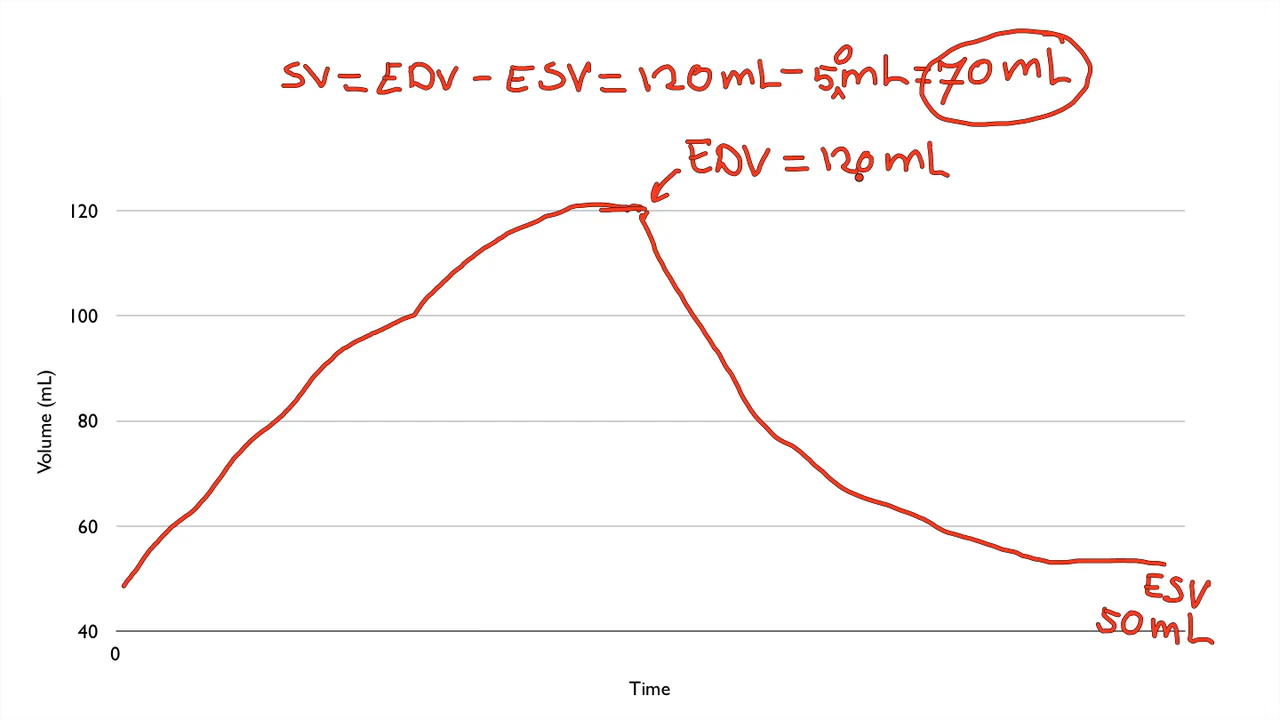 SV = EDV - ESV = 120 mL - 50 mL = 70 mL
EDV = 120 mL
120
100
80
60
40
0
Volume (mL)
Time
ESV
50 mL